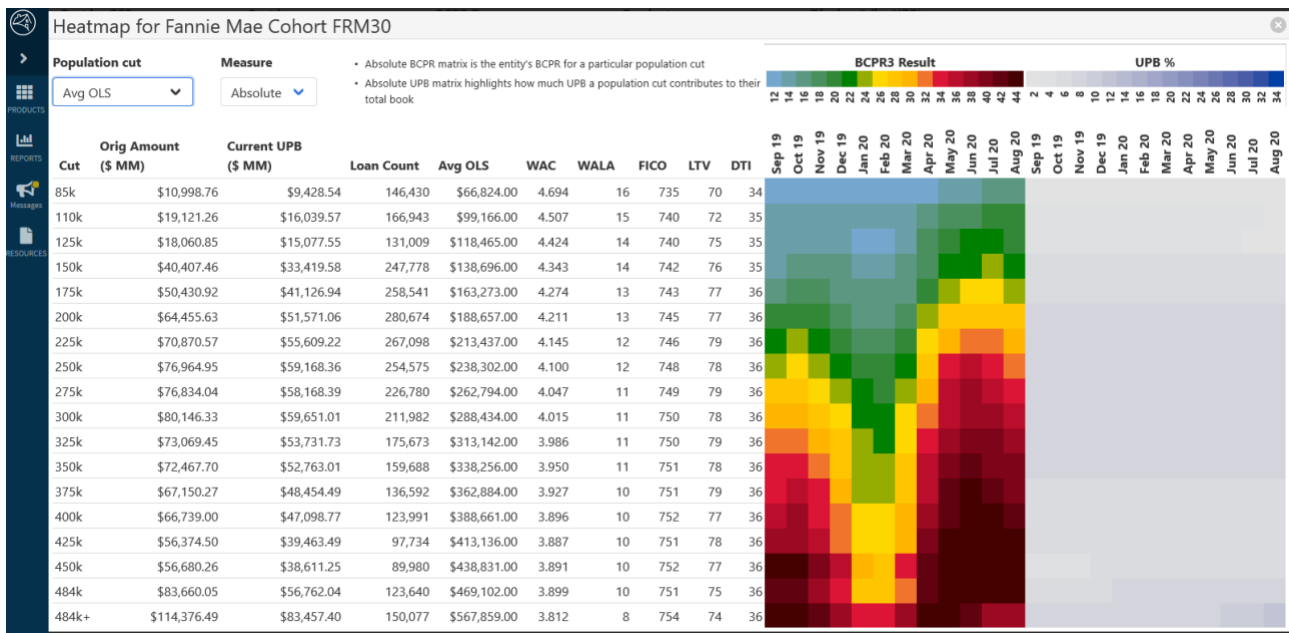 Heatmap for Fannie Mae Cohort FRM30
Population cut
Avg OLS
Measure
Absolute
• Absolute BCPR matrix is the entity's BCPR for a particular population cut
• Absolute UPB matrix highlights how much UPB a population cut contributes to their
total book
BCPR3 Result
12 14 16 18 20 22 24 26 28 30 32 34 36 38 40 42 44
UPB %
2 4 6 8 10 12 14 16 18 20 22 24 26 28 30 32 34
PRODUCTS
REPORTS
Messages
RESOURCES
Cut Orig Amount ($ MM) Current UPB ($ MM) Loan Count Avg OLS WAC WALA FICO LTV DTI
Sep 19 Oct 19 Nov 19 Dec 19 Jan 20 Feb 20 Mar 20 Apr 20 May 20 Jun 20 Jul 20 Aug 20 Sep 19 Oct 19 Nov 19 Dec 19 Jan 20 Feb 20 Mar 20 Apr 20 May 20 Jun 20 Jul 20 Aug 20
85k $10,998.76 $9,428.54 146,430 $66,824.00 4.694 16 735 70 34
110k $19,121.26 $16,039.57 166,943 $99,166.00 4.507 15 740 72 35
125k $18,060.85 $15,077.55 131,009 $118,465.00 4.424 14 740 75 35
150k $40,407.46 $33,419.58 247,778 $138,696.00 4.343 14 742 76 35
175k $50,430.92 $41,126.94 258,541 $163,273.00 4.274 13 743 77 36
200k $64,455.63 $51,571.06 280,674 $188,657.00 4.211 13 745 77 36
225k $70,870.57 $55,609.22 267,098 $213,437.00 4.145 12 746 79 36
250k $76,964.95 $59,168.36 254,575 $238,302.00 4.100 12 748 78 36
275k $76,834.04 $58,168.39 226,780 $262,794.00 4.047 11 749 79 36
300k $80,146.33 $59,651.01 211,982 $288,434.00 4.015 11 750 78 36
325k $73,069.45 $53,731.73 175,673 $313,142.00 3.986 11 750 79 36
350k $72,467.70 $52,763.01 159,688 $338,256.00 3.950 11 751 78 36
375k $67,150.27 $48,454.49 136,592 $362,884.00 3.927 10 751 79 36
400k $66,739.00 $47,098.77 123,991 $388,661.00 3.896 10 752 77 36
425k $56,374.50 $39,463.49 97,734 $413,136.00 3.887 10 751 78 36
450k $56,680.26 $38,611.25 89,980 $438,831.00 3.891 10 752 77 36
484k $83,660.05 $56,762.04 123,640 $469,102.00 3.899 10 751 75 36
484k+ $114,376.49 $83,457.40 150,077 $567,859.00 3.812 8 754 74 36